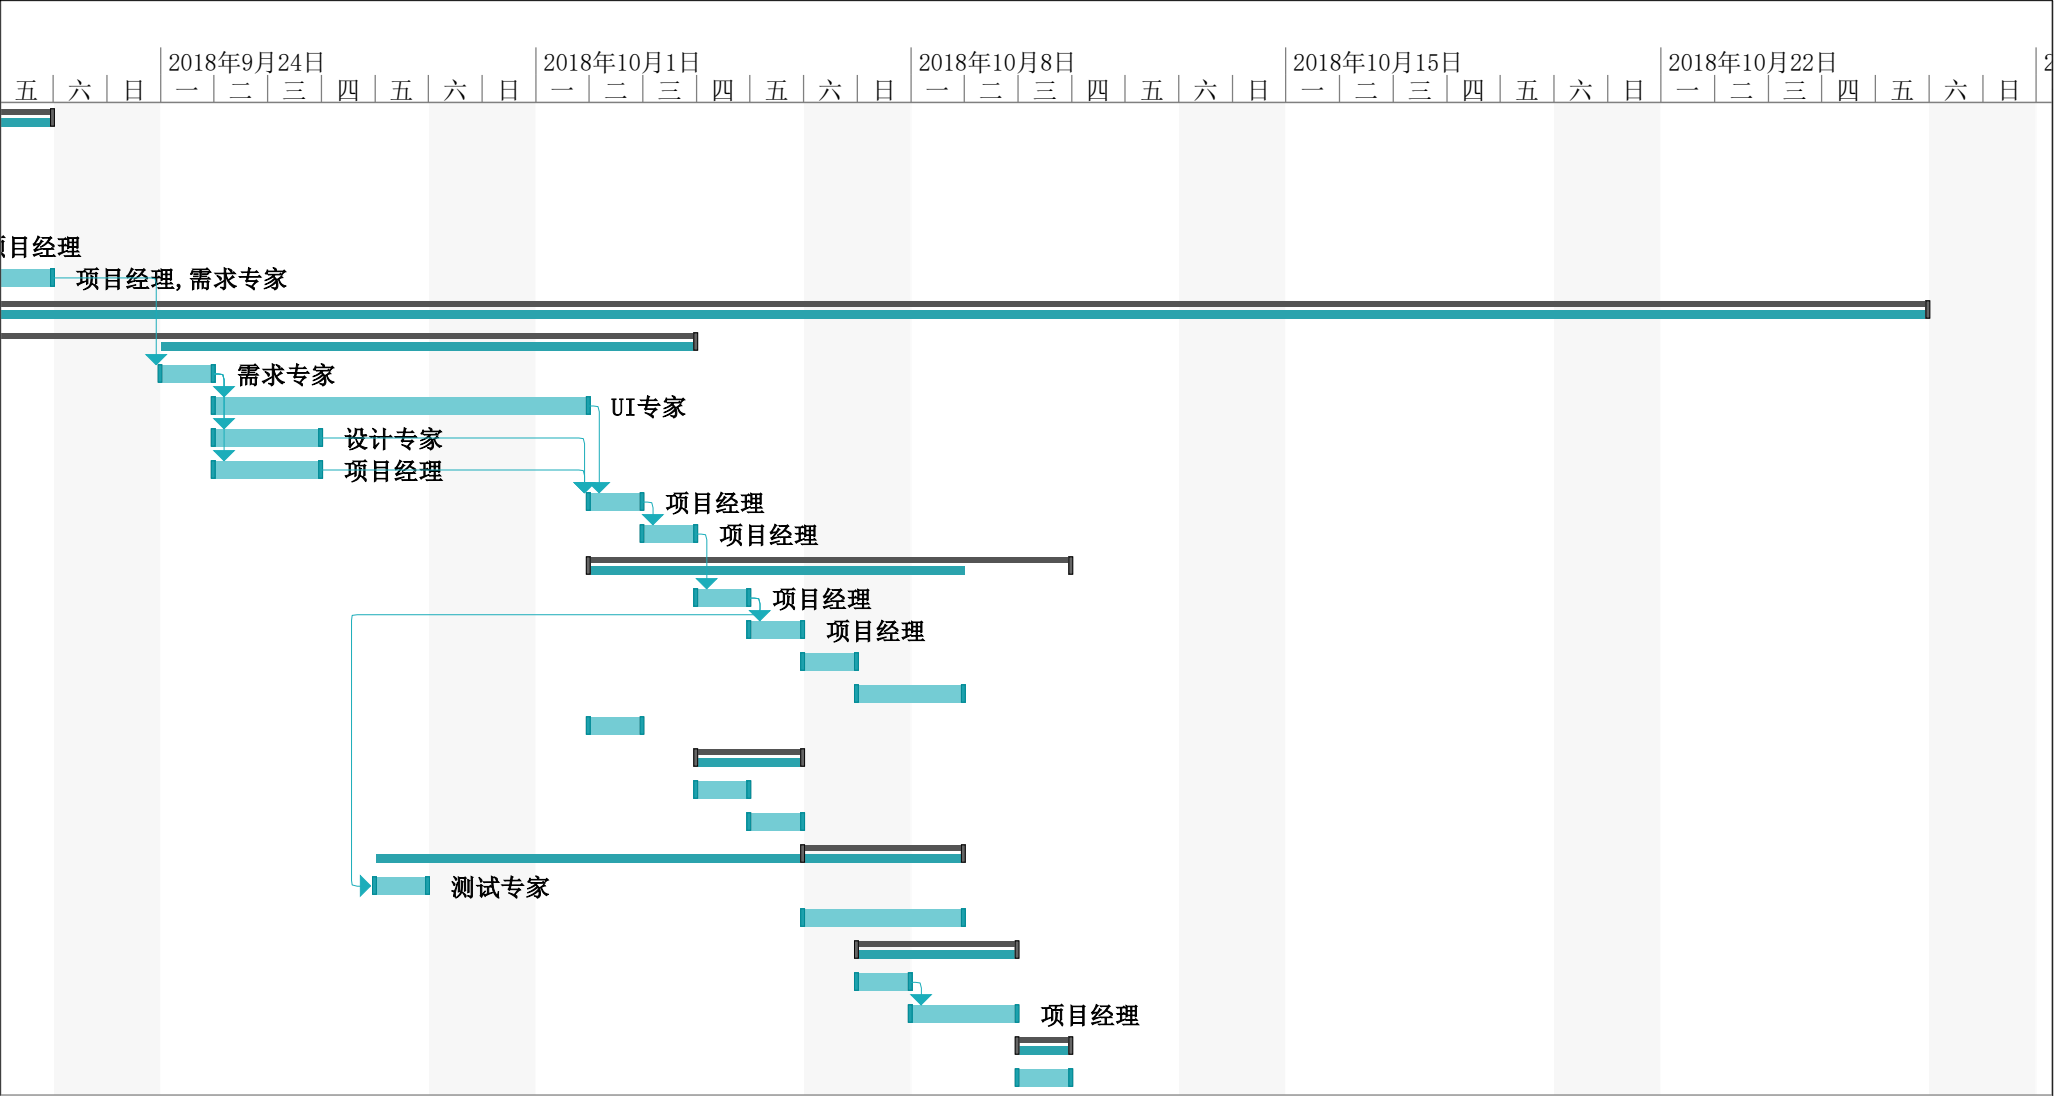 2018年9月24日 2018年10月1日 2018年10月8日 2018年10月15日 2018年10月22日 2
五 六 日 一 二 三 四 五 六 日 一 二 三 四 五 六 日 一 二 三 四 五 六 日 一 二 三 四 五 六 日 一 二 三 四 五 六 日
项目经理
项目经理,需求专家
需求专家
UI专家
设计专家
项目经理
项目经理
项目经理
项目经理
项目经理
测试专家
项目经理